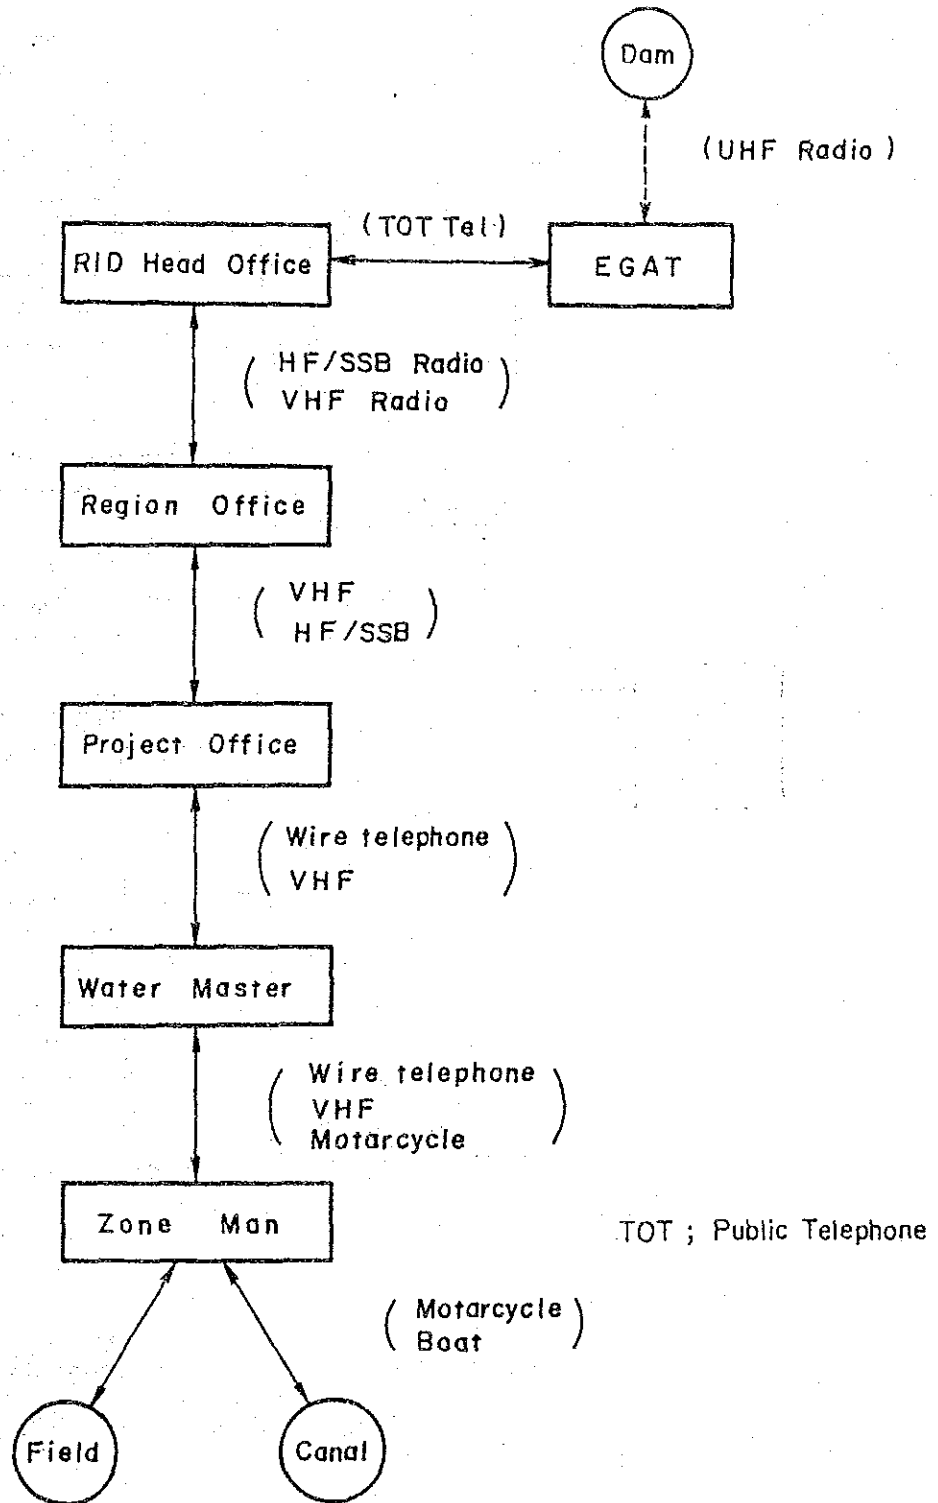 Dam
(UHF Radio)
(TOT Tel)
RID Head Office
EGAT
HF/SSB Radio
VHF Radio
Region Office
VHF
HF/SSB
Project Office
Wire telephone
VHF
Water Master
Wire telephone
VHF
Motarcycle
Zone Man
TOT ; Public Telephone
Motarcycle
Boat
Field
Canal